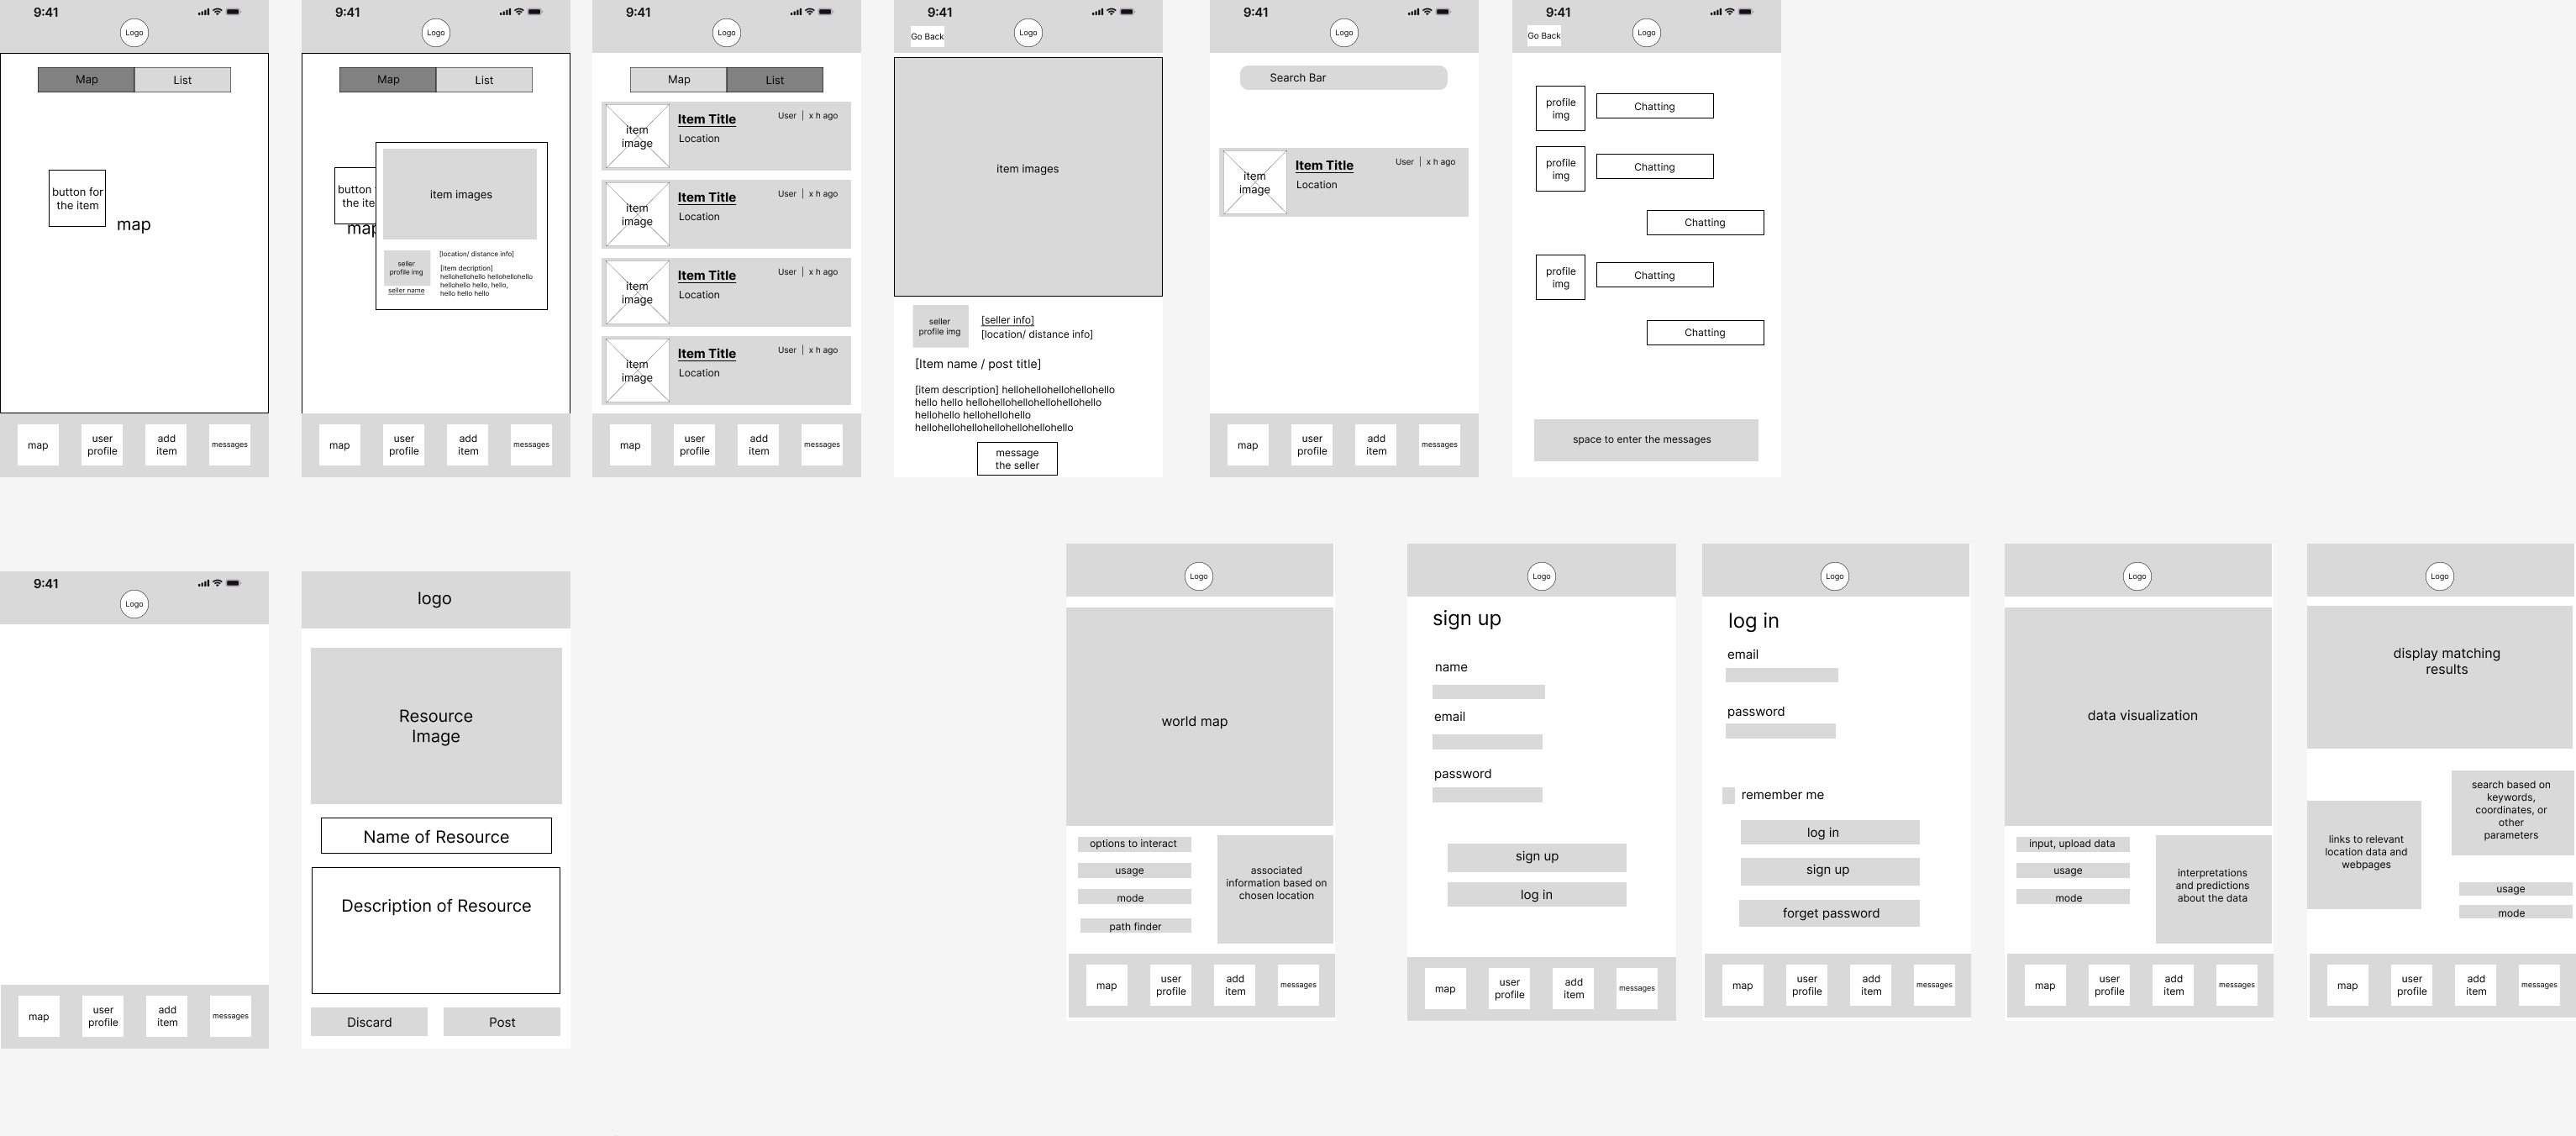 9:41
Logo
Map
List
button for
the item
map
map
user
profile
add
item
messages
9:41
Logo
Map
List
button
the ite
map
item images
seller
profile img
seller name
[location/ distance info]
[item decription]
hellohellohello hellohellohello
hellohello hello, hello,
hello hello hello
map
user
profile
add
item
messages
9:41
Logo
Map
List
item
image
Item Title
User | x h ago
Location
item
image
Item Title
User | x h ago
Location
item
image
Item Title
User | x h ago
Location
item
image
Item Title
User | x h ago
Location
map
user
profile
add
item
messages
9:41
Go Back
Logo
item images
seller
profile img
[seller info]
[location/ distance info]
[Item name / post title]
[item description] hellohellohellohellohello
hello hello hellohellohellohellohellohello
hellohello hellohellohello
hellohellohellohellohellohellohello
message
the seller
9:41
Logo
Search Bar
item
image
Item Title
User | x h ago
Location
map
user
profile
add
item
messages
9:41
Go Back
Logo
profile
img
Chatting
profile
img
Chatting
Chatting
profile
img
Chatting
Chatting
space to enter the messages
9:41
Logo
map
user
profile
add
item
messages
logo
Resource
Image
Name of Resource
Description of Resource
Discard
Post
Logo
world map
options to interact
usage
mode
path finder
associated
information based on
chosen location
map
user
profile
add
item
messages
Logo
sign up
name
email
password
sign up
log in
map
user
profile
add
item
messages
Logo
log in
email
password
remember me
log in
sign up
forget password
map
user
profile
add
item
messages
Logo
data visualization
input, upload data
usage
mode
interpretations
and predictions
about the data
map
user
profile
add
item
messages
Logo
display matching
results
links to relevant
location data and
webpages
search based on
keywords,
coordinates, or
other
parameters
usage
mode
map
user
profile
add
item
messages